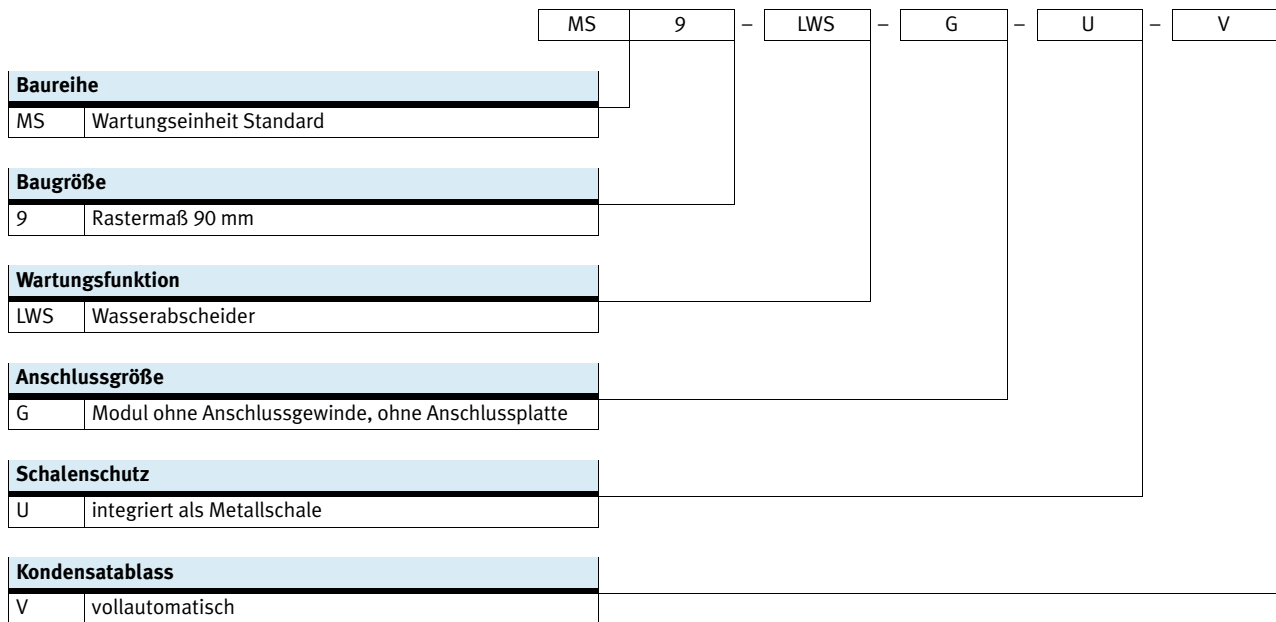 MS 9 – LWS – G – U – V
Baureihe
MS Wartungseinheit Standard
Baugröße
9 Rastermaß 90 mm
Wartungsfunktion
LWS Wasserabscheider
Anschlussgröße
G Modul ohne Anschlussgewinde, ohne Anschlussplatte
Schalenschutz
U integriert als Metallschale
Kondensatablass
V vollautomatisch